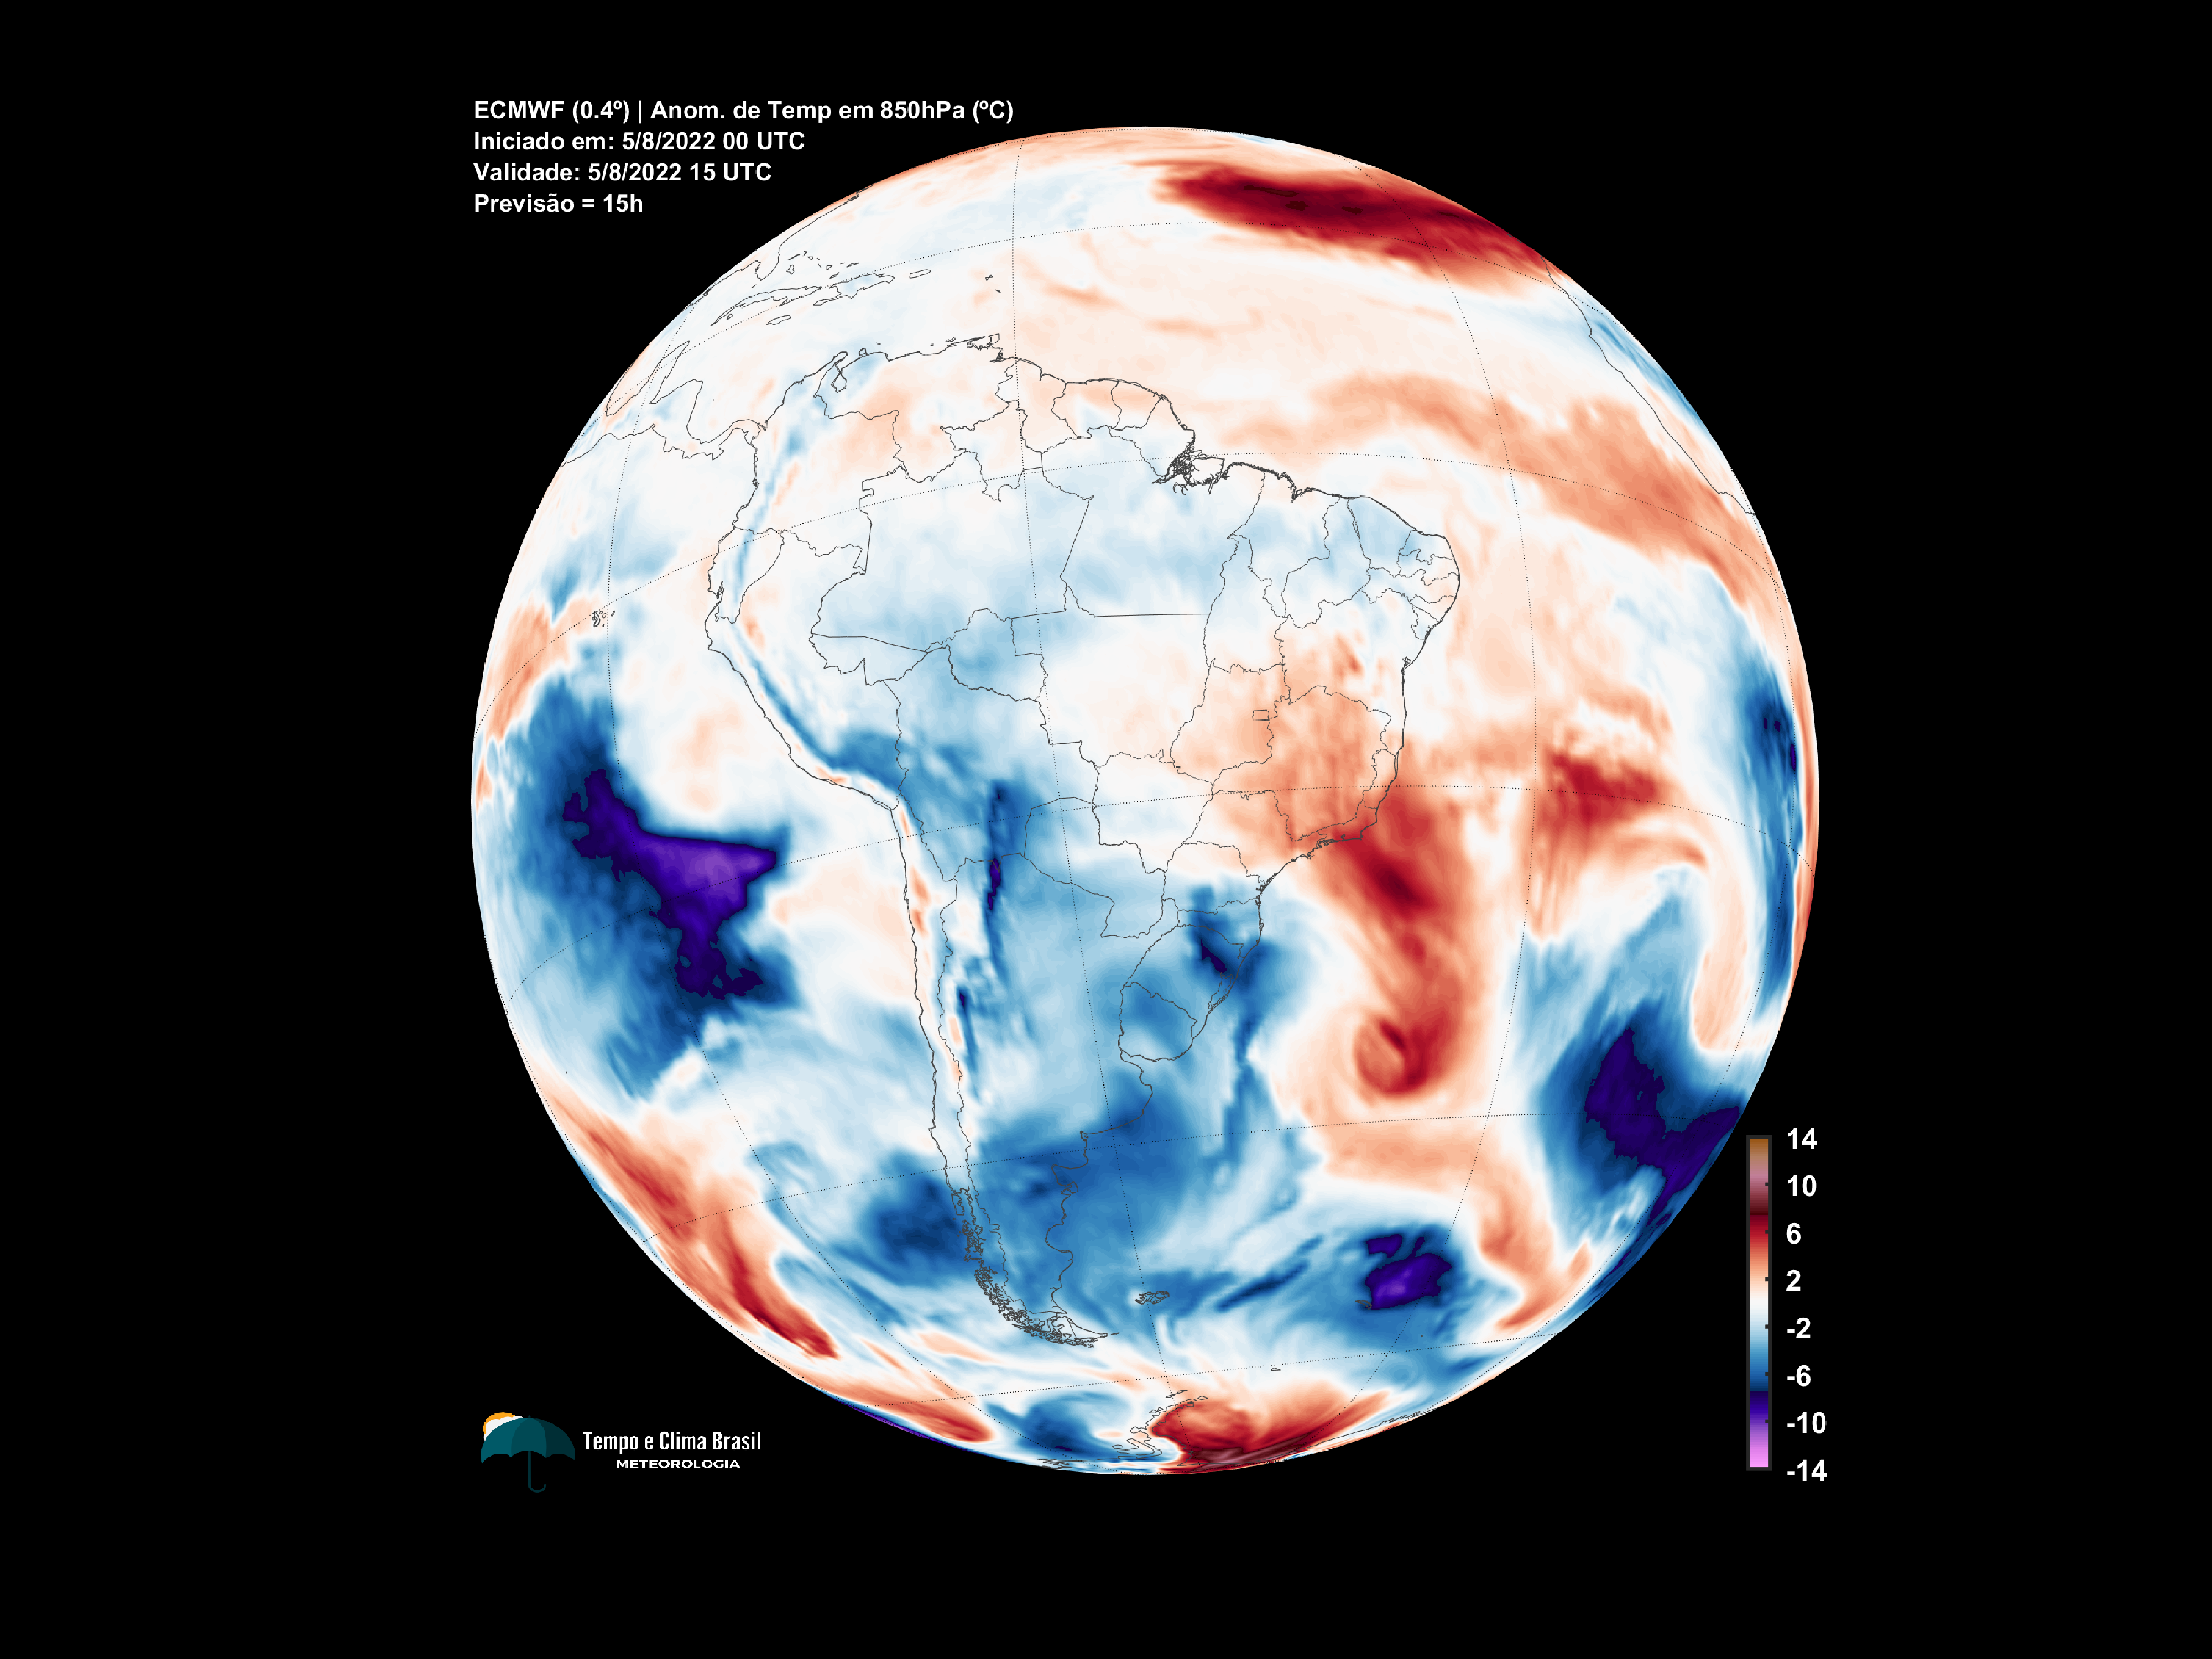 ECMWF (0.4º) | Anom. de Temp em 850hPa (ºC)
Iniciado em: 5/8/2022 00 UTC
Validade: 5/8/2022 15 UTC
Previsão = 15h
14
10
6
2
-2
-6
-10
-14
Tempo e Clima Brasil
METEOROLOGIA